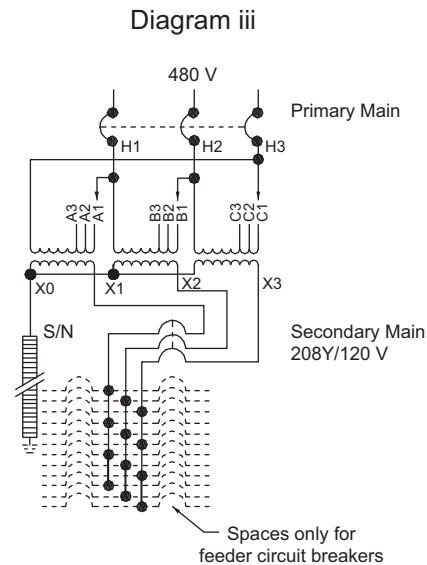 Diagram iii
480 V
Primary Main
H1 H2 H3
A3 A2 A1 B3 B2 B1 C3 C2 C1
X0 X1 X2 X3
S/N
Secondary Main
208Y/120 V
Spaces only for
feeder circuit breakers